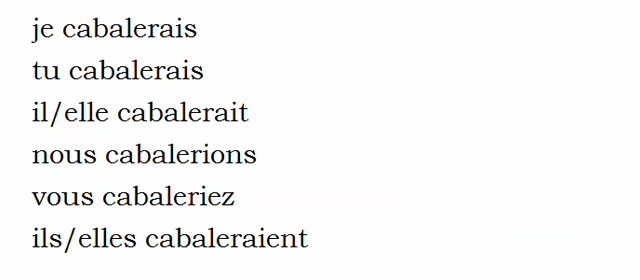 je cabalerais
tu cabalerais
il/elle cabalerait
nous cabalerions
vous cabaleriez
ils/elles cabaleraient